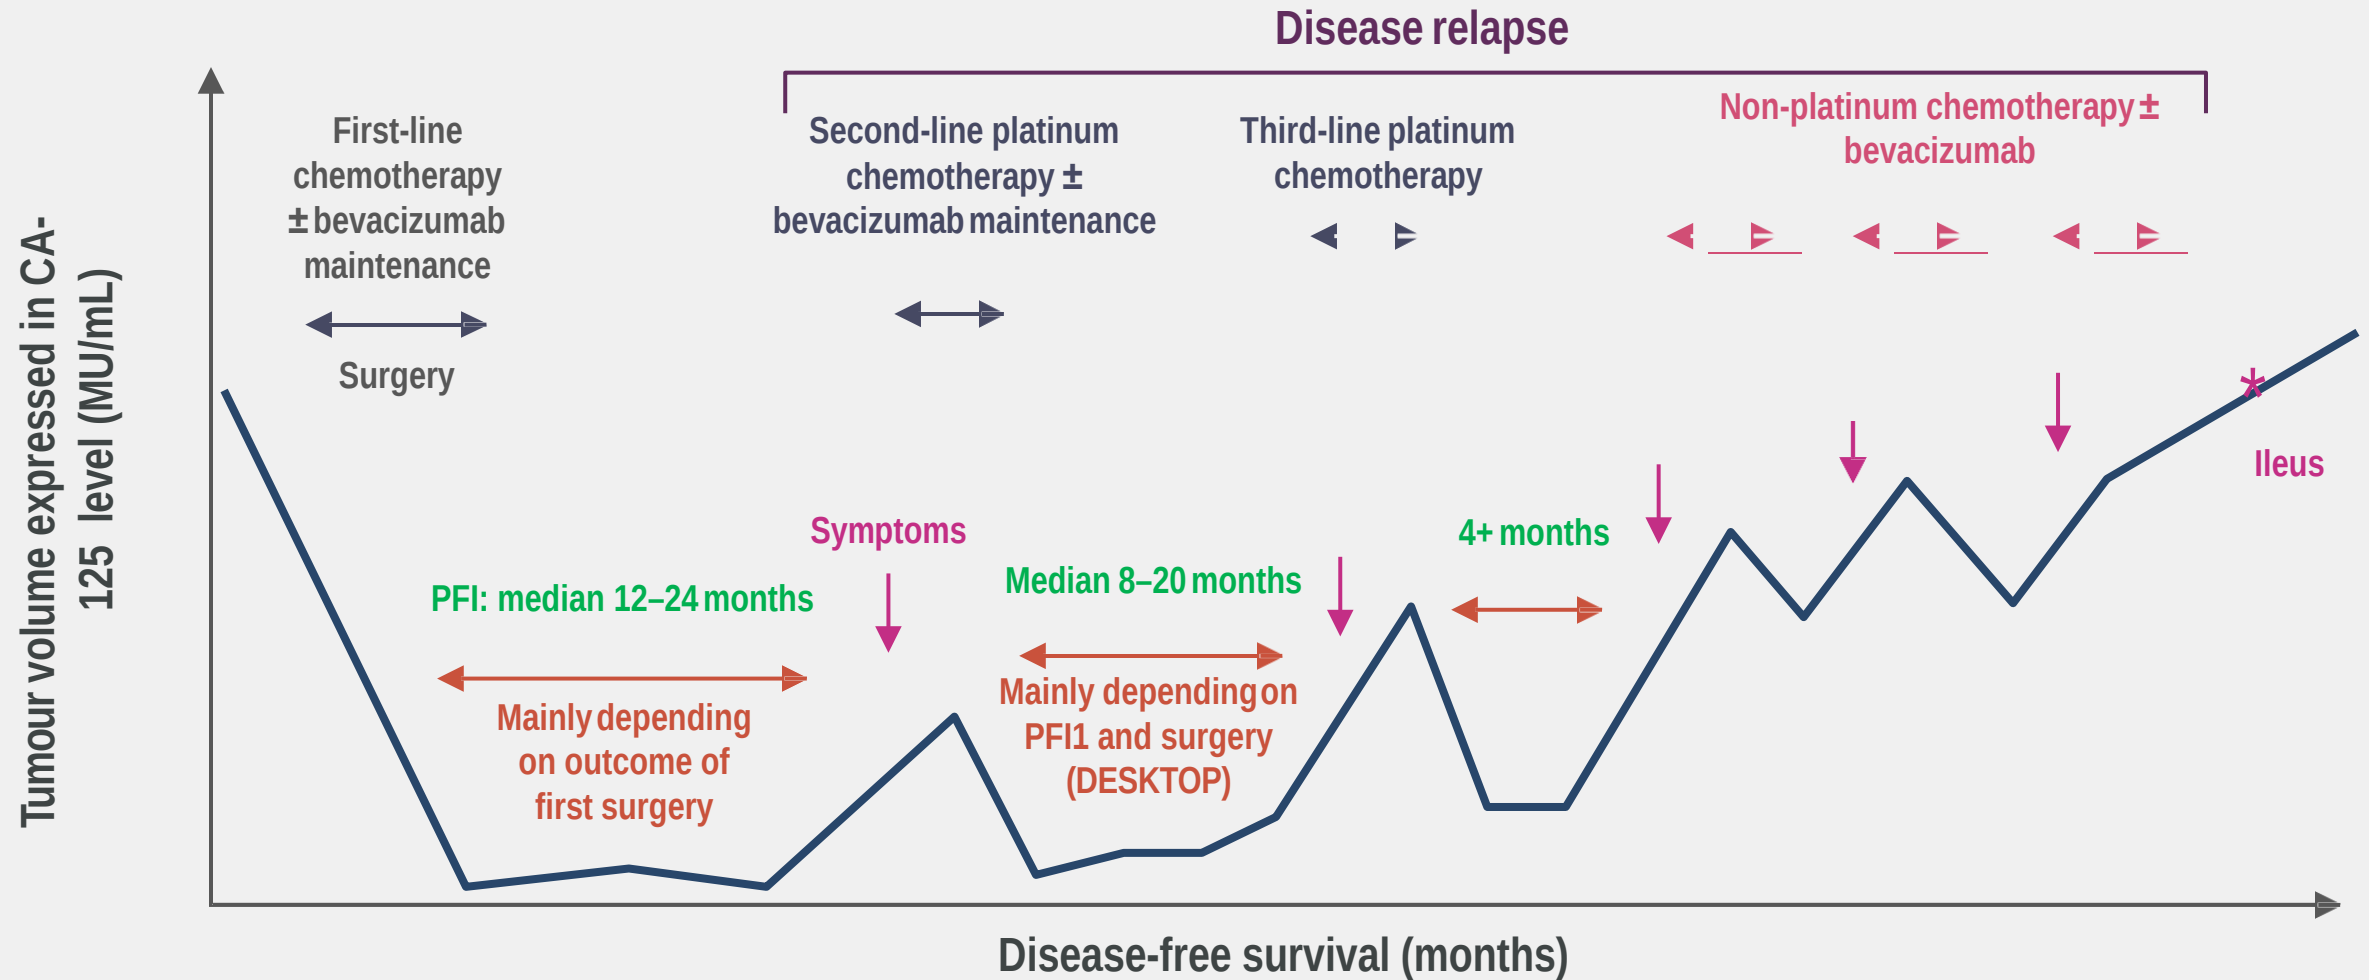 Disease relapse
First-line
chemotherapy
± bevacizumab
maintenance
Surgery
Second-line platinum
chemotherapy ±
bevacizumab maintenance
Third-line platinum
chemotherapy
Non-platinum chemotherapy ±
bevacizumab
Tumour volume expressed in CA-
125 level (MU/mL)
PFI: median 12–24 months
Mainly depending
on outcome of
first surgery
Symptoms
Median 8–20 months
Mainly depending on
PFI1 and surgery
(DESKTOP)
4+ months
*
Ileus
Disease-free survival (months)